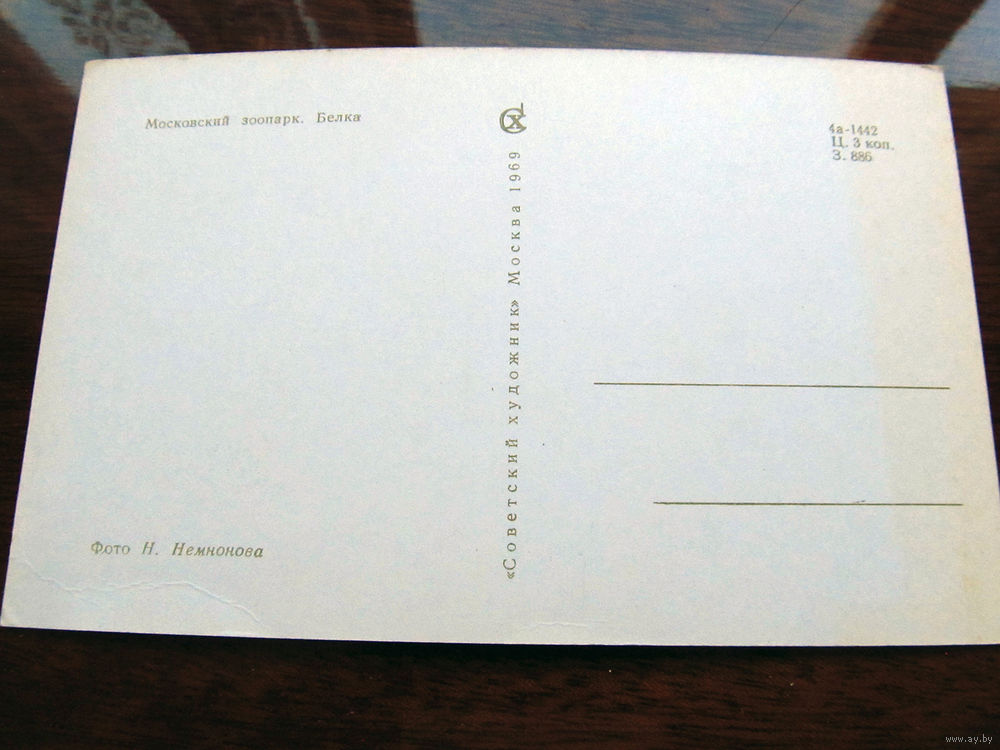 Московский зоопарк. Белка
Фото Н. Немнонова
«Советский художник» Москва 1969
СХ
4а-1442
Ц. 3 коп.
З. 886
www.ay.by